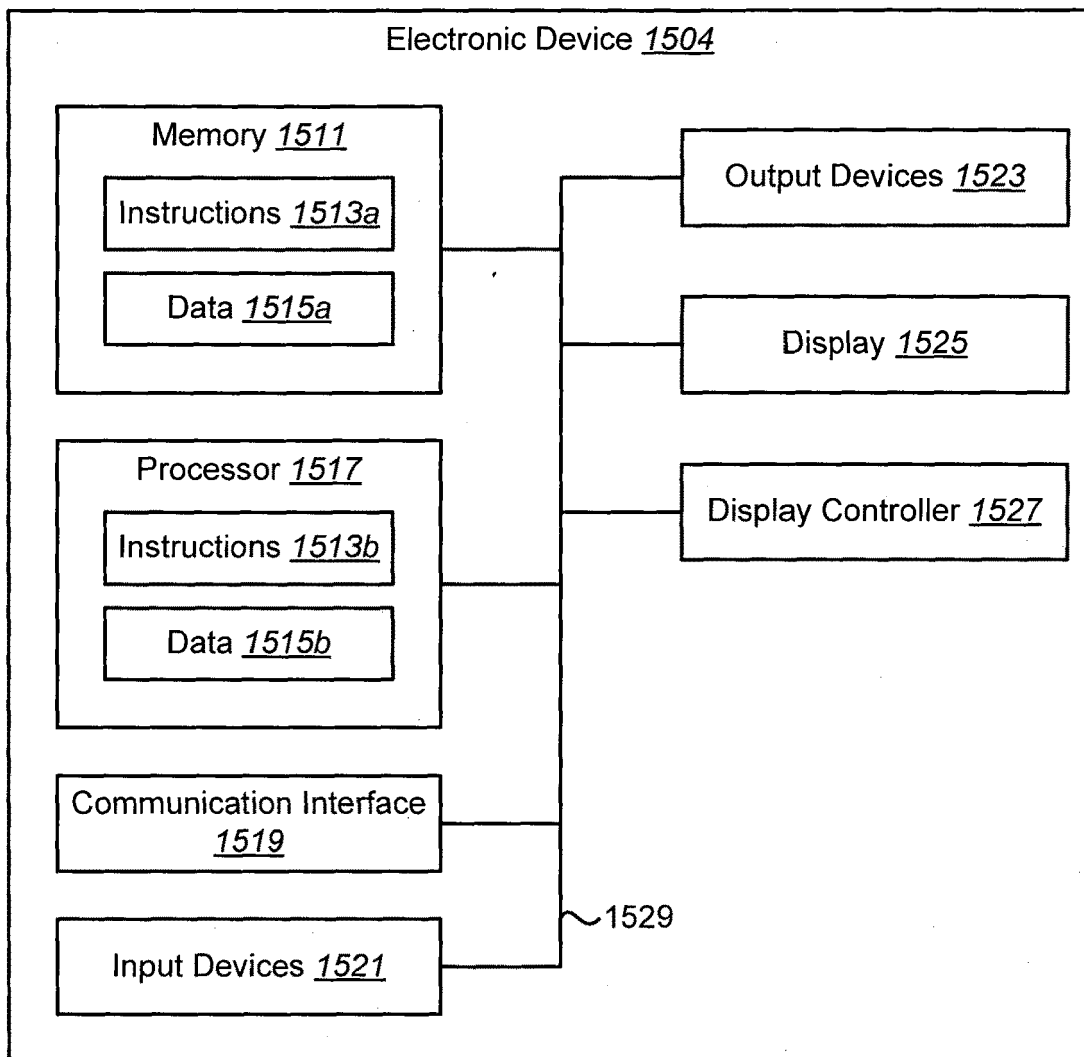 Electronic Device 1504
Memory 1511
Instructions 1513a
Data 1515a
Processor 1517
Instructions 1513b
Data 1515b
Communication Interface
1519
Input Devices 1521
Output Devices 1523
Display 1525
Display Controller 1527
1529